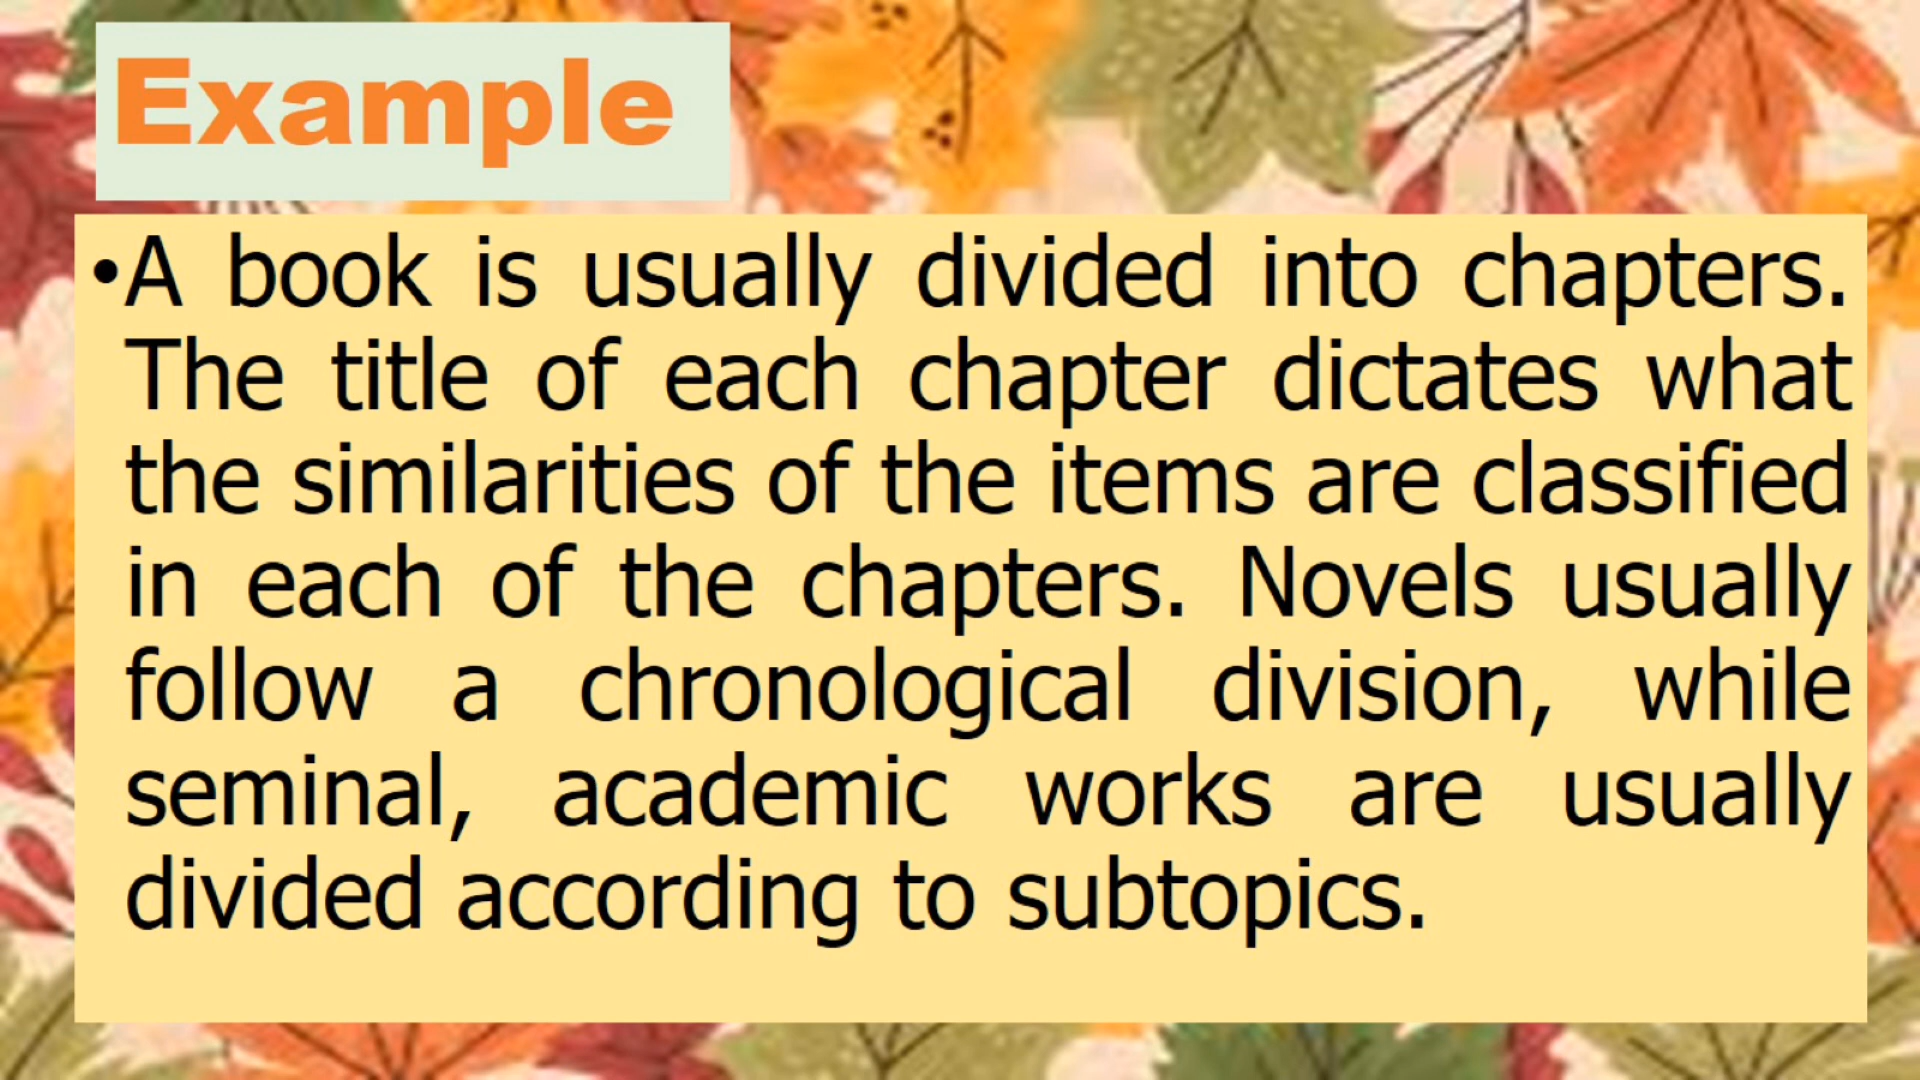 Example
•A book is usually divided into chapters.
The title of each chapter dictates what
the similarities of the items are classified
in each of the chapters. Novels usually
follow a chronological division, while
seminal, academic works are usually
divided according to subtopics.